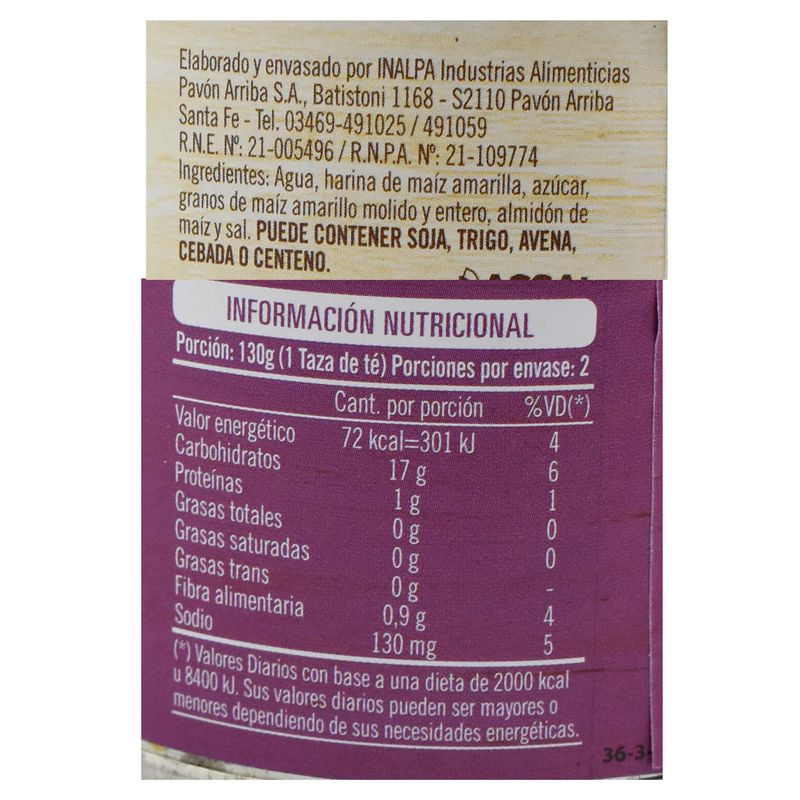 Elaborado y envasado por INALPA Industrias Alimenticias
Pavón Arriba S.A., Batistoni 1168 - S2110 Pavón Arriba
Santa Fe - Tel. 03469-491025 / 491059
R.N.E. Nº: 21-005496 / R.N.P.A. Nº: 21-109774
Ingredientes: Agua, harina de maíz amarilla, azúcar,
granos de maíz amarillo molido y entero, almidón de
maíz y sal. PUEDE CONTENER SOJA, TRIGO, AVENA,
CEBADA O CENTENO.
INFORMACIÓN NUTRICIONAL
Porción: 130g (1 Taza de té) Porciones por envase: 2
Cant. por porción %VD(*)
Valor energético 72 kcal=301 kJ 4
Carbohidratos 17 g 6
Proteínas 1 g 1
Grasas totales 0 g 0
Grasas saturadas 0 g 0
Grasas trans 0 g -
Fibra alimentaria 0,9 g 4
Sodio 130 mg 5
(*) Valores Diarios con base a una dieta de 2000 kcal
u 8400 kJ. Sus valores diarios pueden ser mayores o
menores dependiendo de sus necesidades energéticas.
36-3